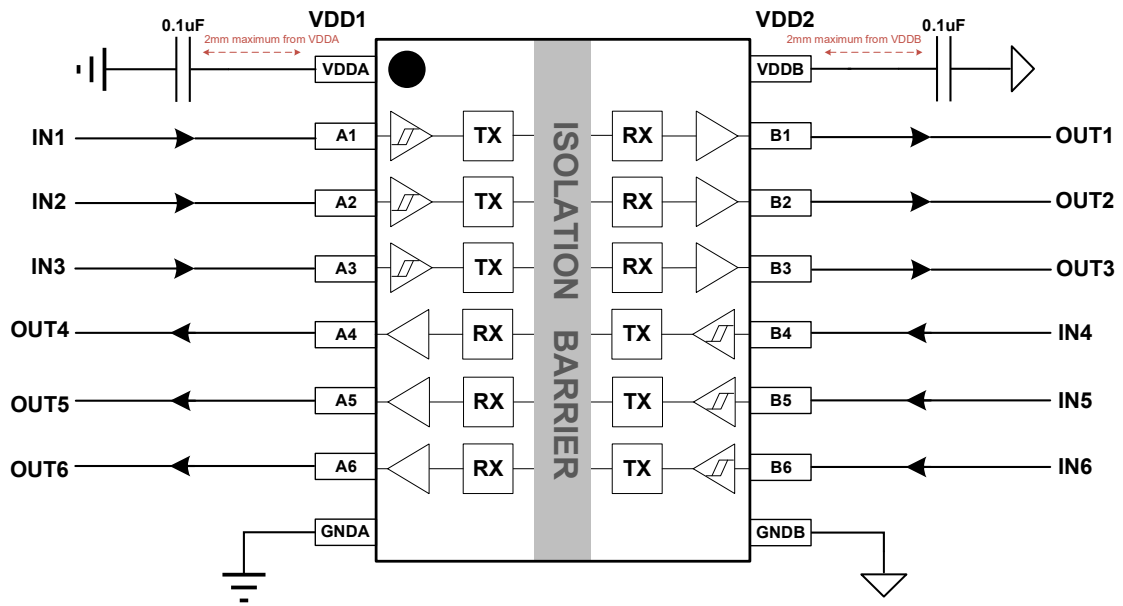 VDD1
VDD2
0.1uF
2mm maximum from VDDA
2mm maximum from VDDB
0.1uF
VDDA
VDDB
IN1
A1
TX
RX
B1
OUT1
IN2
A2
TX
RX
B2
OUT2
IN3
A3
TX
RX
B3
OUT3
ISOLATION BARRIER
OUT4
A4
RX
TX
B4
IN4
OUT5
A5
RX
TX
B5
IN5
OUT6
A6
RX
TX
B6
IN6
GNDA
GNDB